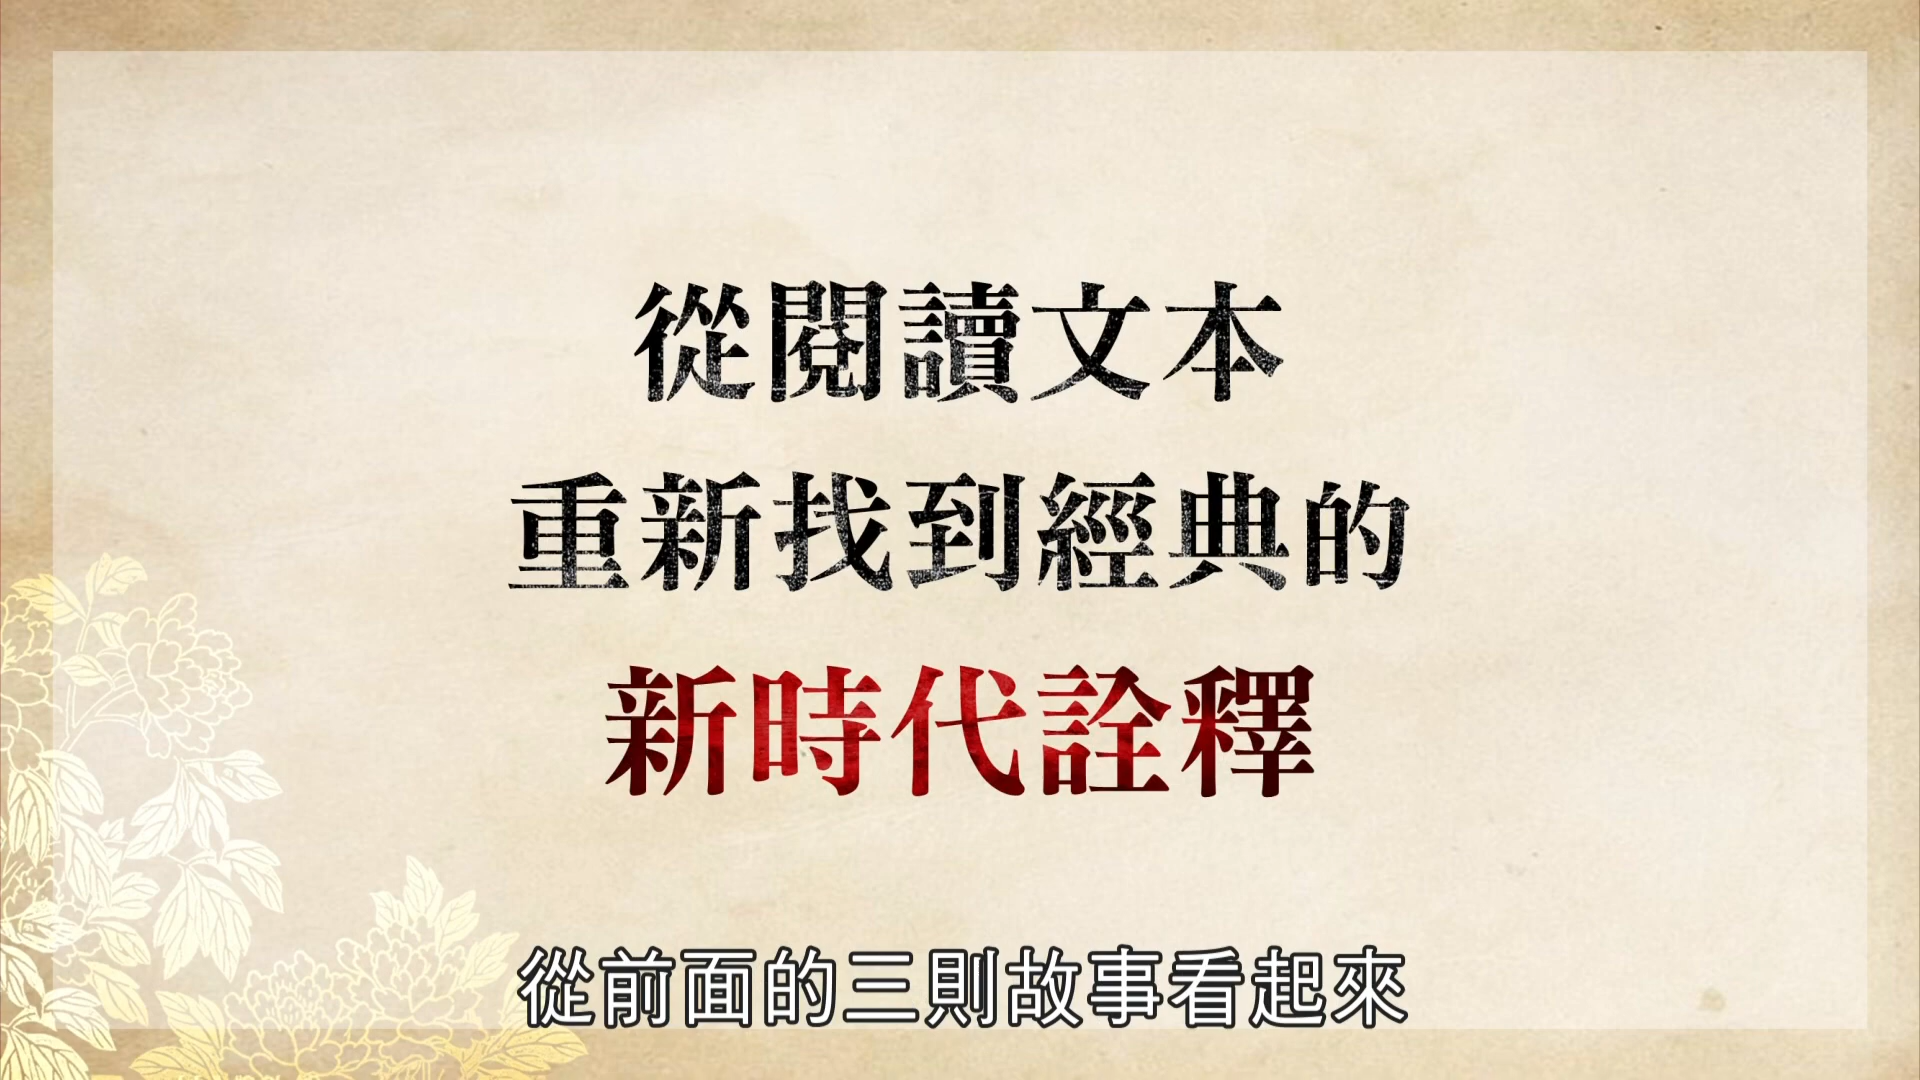 從閱讀文本
重新找到經典的
新時代詮釋
從前面的三則故事看起來